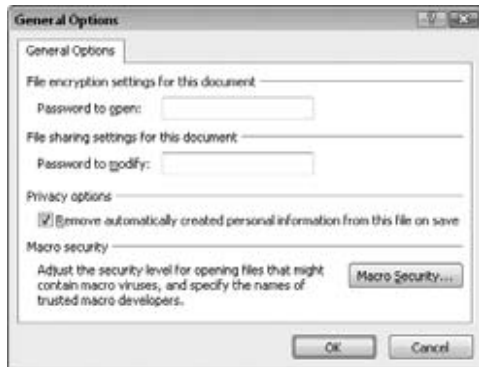 General Options
General Options
File encryption settings for this document
Password to open:
File sharing settings for this document
Password to modify:
Privacy options
Remove automatically created personal information from this file on save
Macro security
Adjust the security level for opening files that might
contain macro viruses, and specify the names of
trusted macro developers.
Macro Security...
OK
Cancel